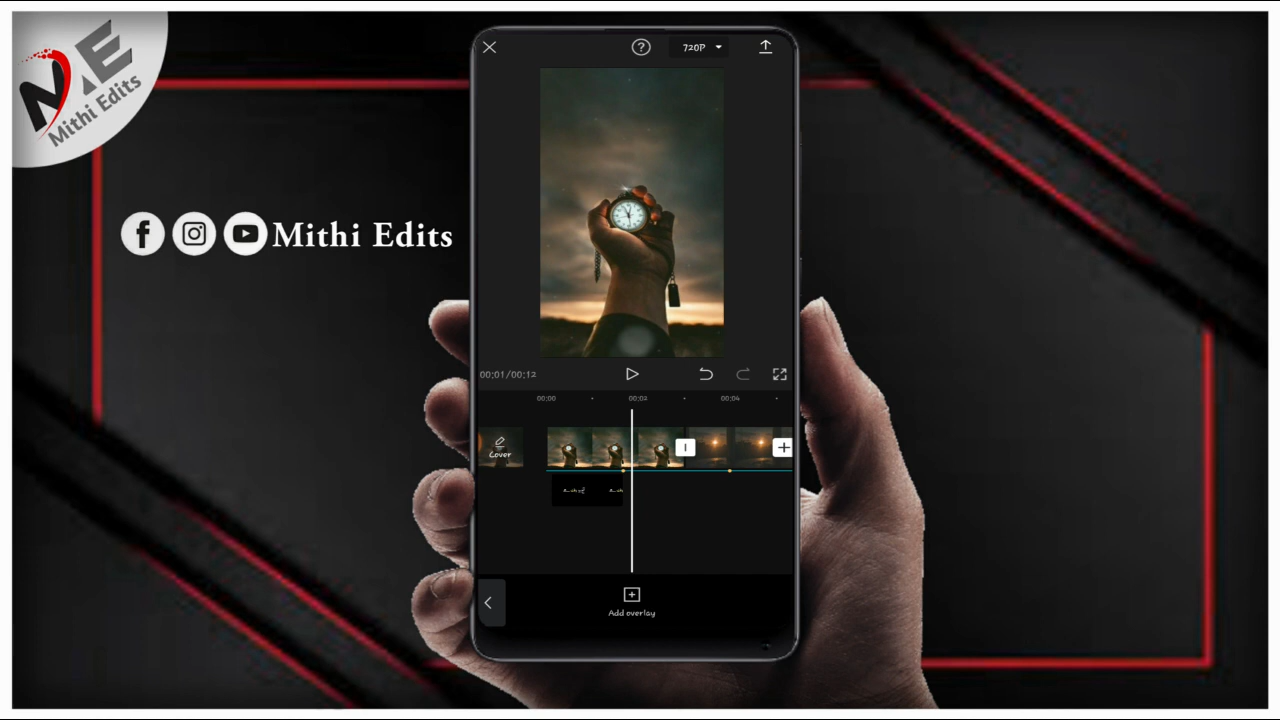 ME
Mithi Edits
Mithi Edits
720P
00:01/00:12
00:00
00:02
00:04
Cover
Add overlay